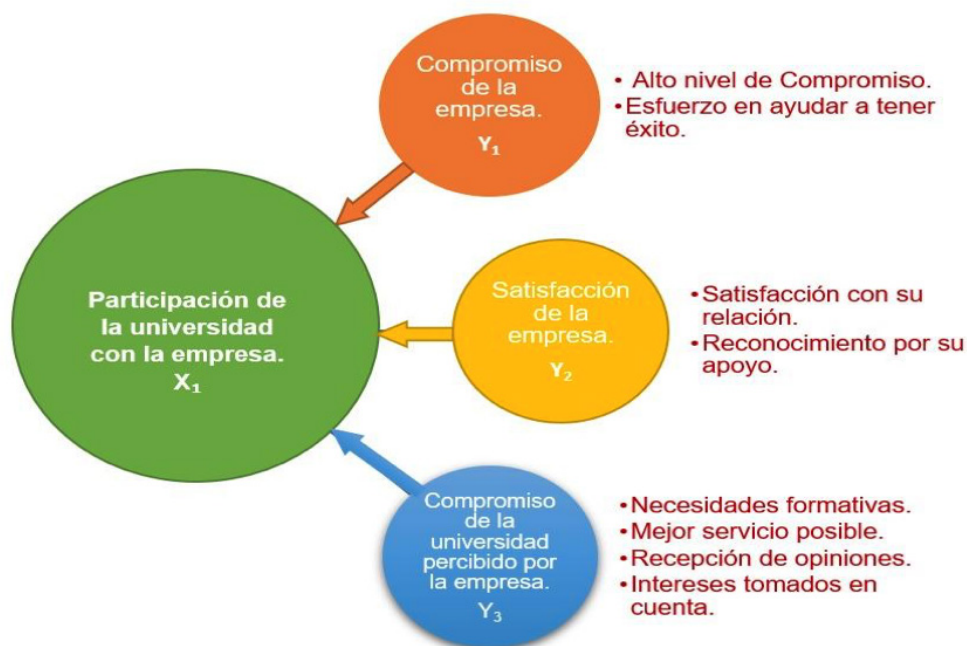 Compromiso
de la
empresa.
Y₁
• Alto nivel de Compromiso.
• Esfuerzo en ayudar a tener
éxito.
Participación de
la universidad
con la empresa.
X₁
Satisfacción
de la
empresa.
Y₂
• Satisfacción con su
relación.
• Reconocimiento por su
apoyo.
Compromiso
de la
universidad
percibido por
la empresa.
Y₃
• Necesidades formativas.
• Mejor servicio posible.
• Recepción de opiniones.
• Intereses tomados en
cuenta.